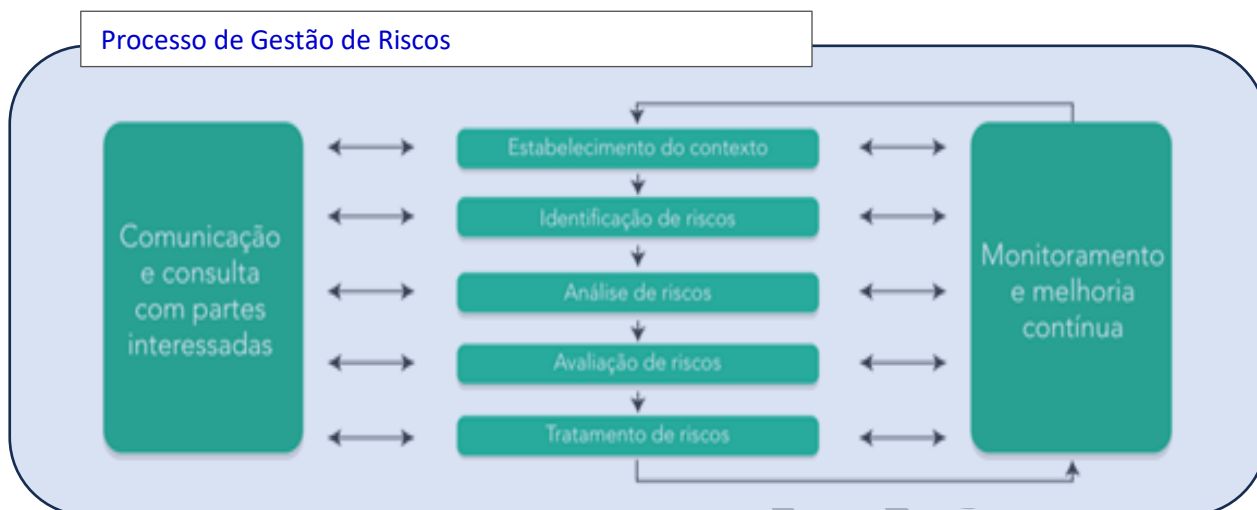 Processo de Gestão de Riscos
Comunicação
e consulta
com partes
interessadas
Estabelecimento do contexto
Identificação de riscos
Análise de riscos
Avaliação de riscos
Tratamento de riscos
Monitoramento
e melhoria
contínua